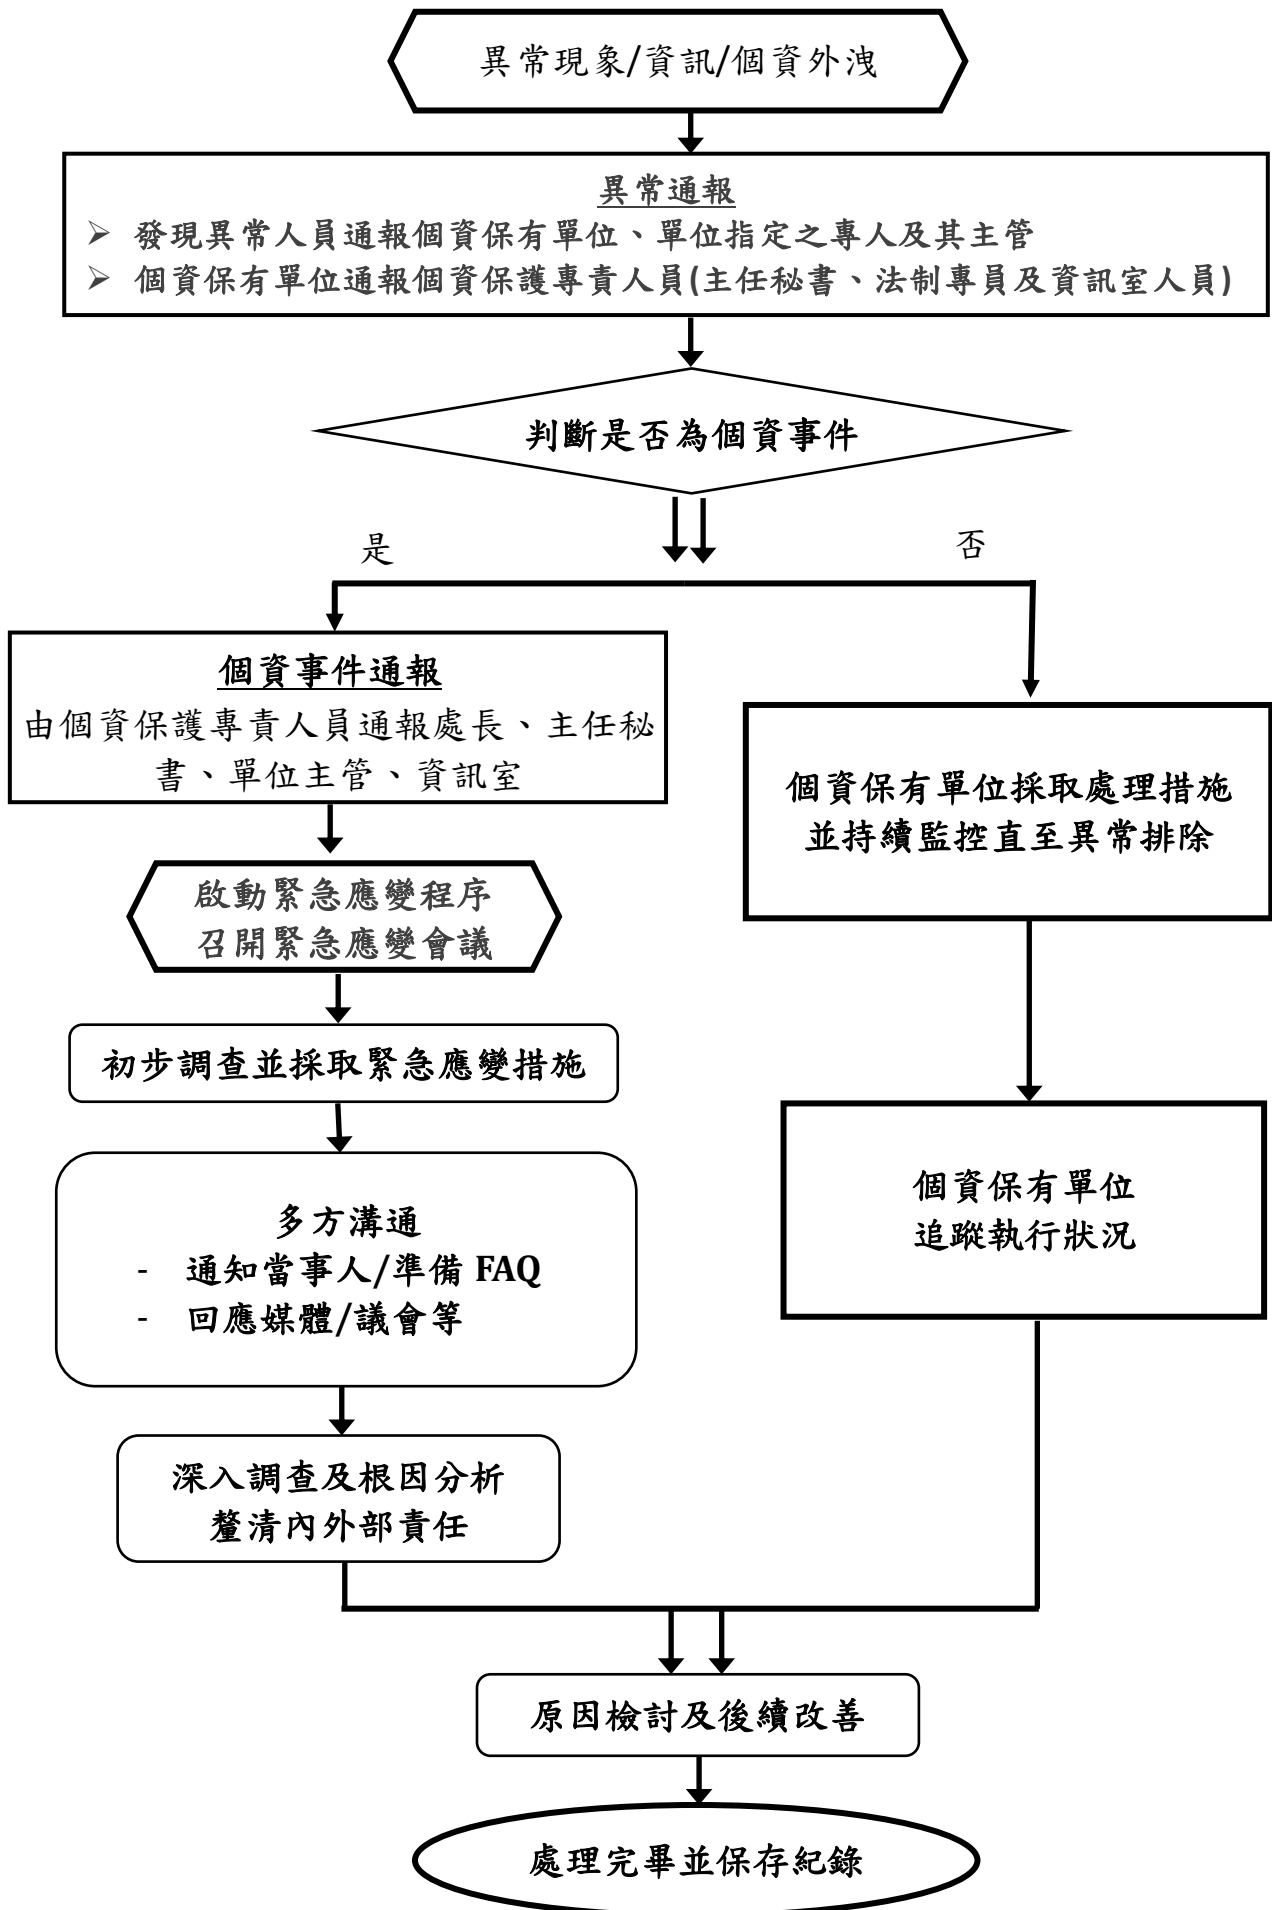 異常現象/資訊/個資外洩
異常通報
➢ 發現異常人員通報個資保有單位、單位指定之專人及其主管
➢ 個資保有單位通報個資保護專責人員(主任秘書、法制專員及資訊室人員)
判斷是否為個資事件
是
否
個資事件通報
由個資保護專責人員通報處長、主任秘
書、單位主管、資訊室
個資保有單位採取處理措施
並持續監控直至異常排除
啟動緊急應變程序
召開緊急應變會議
初步調查並採取緊急應變措施
多方溝通
- 通知當事人/準備 FAQ
- 回應媒體/議會等
個資保有單位
追蹤執行狀況
深入調查及根因分析
釐清內外部責任
原因檢討及後續改善
處理完畢並保存紀錄